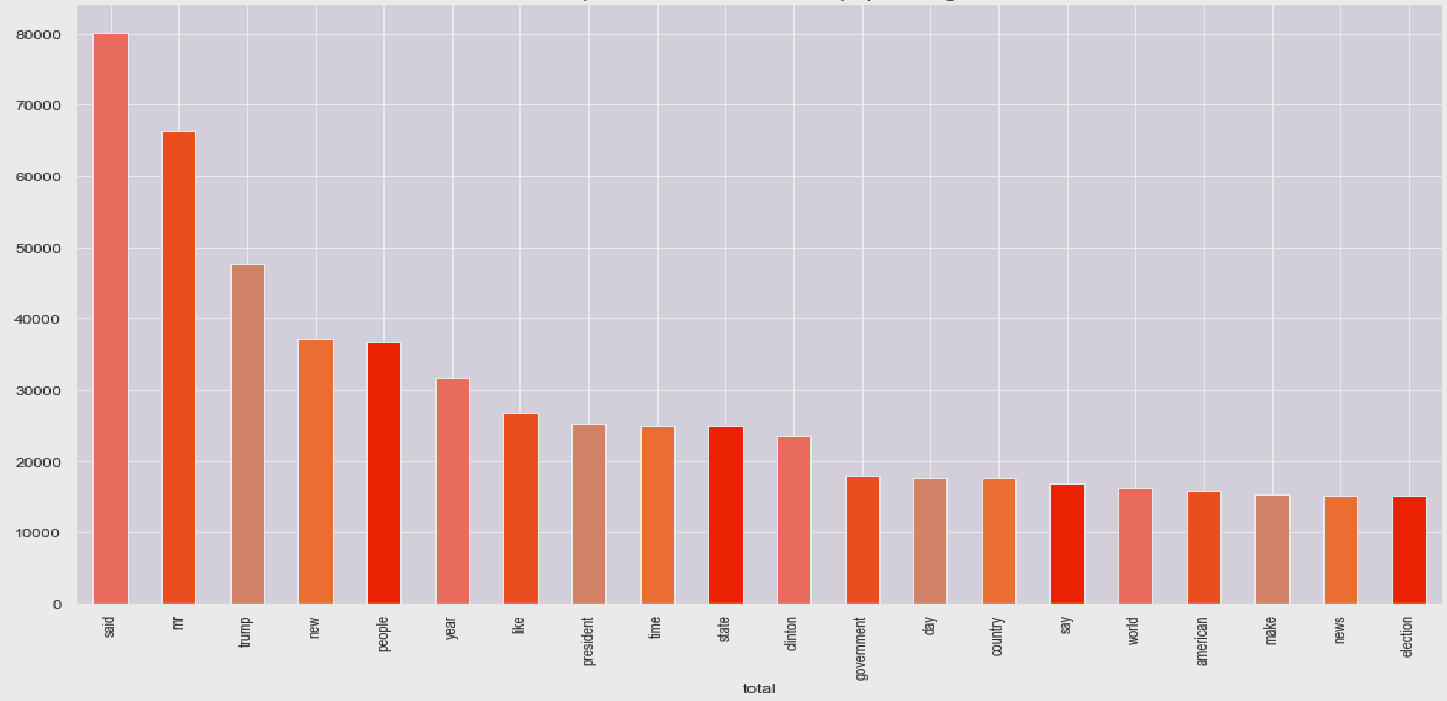 80000
70000
60000
50000
40000
30000
20000
10000
0
said
mr
trump
new
people
year
like
president
time
state
clinton
government
day
country
say
world
american
make
news
election
total